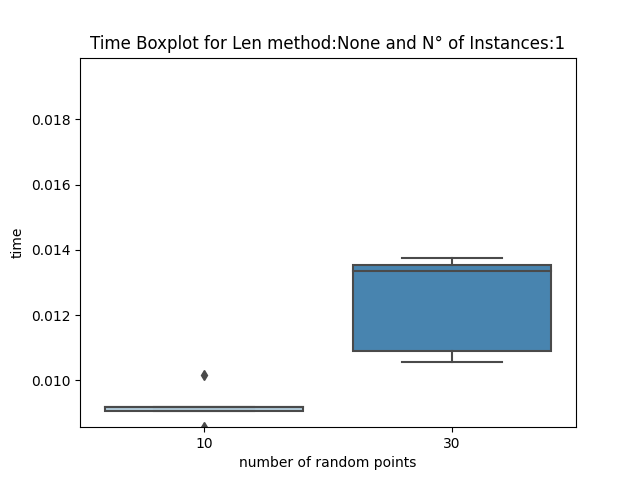 Time Boxplot for Len method:None and N° of Instances:1
0.018
0.016
0.014
0.012
0.010
time
10
30
number of random points